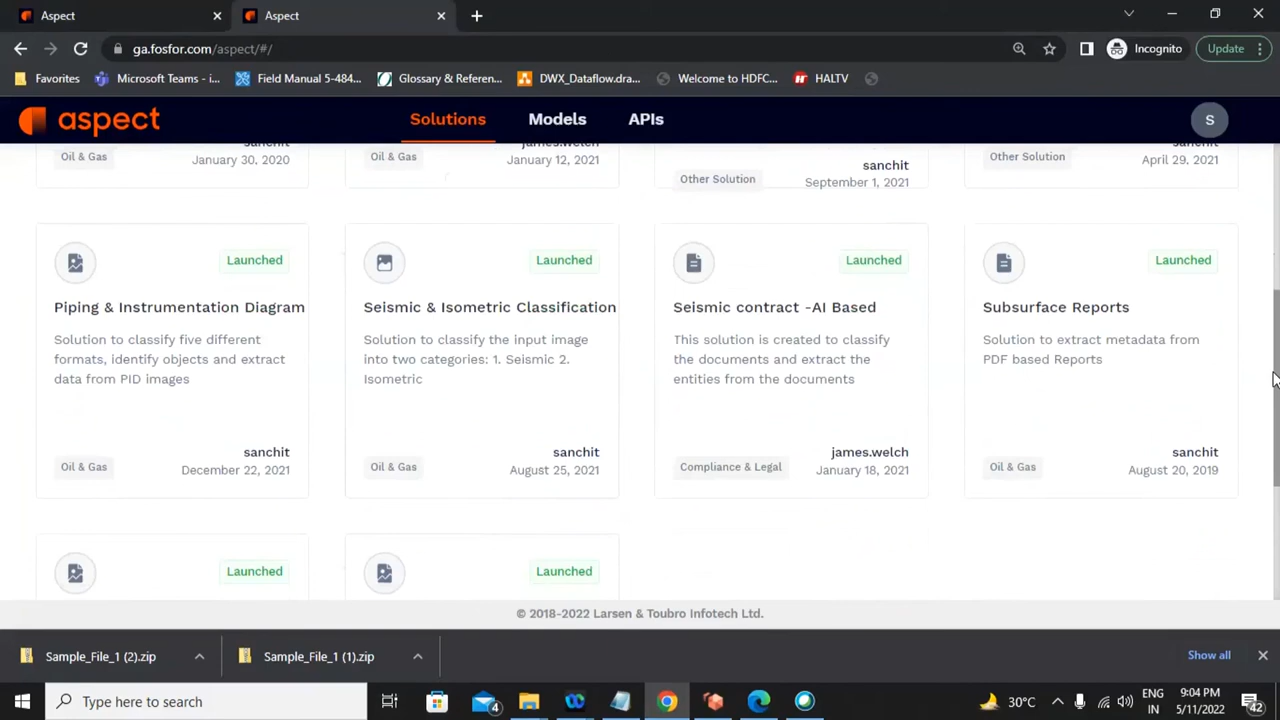 Aspect
Aspect
ga.fosfor.com/aspect/#/
Incognito
Update
Favorites
Microsoft Teams - i...
Field Manual 5-484...
Glossary & Referen...
DWX_Dataflow.dra...
Welcome to HDFC...
HALTV
aspect
Solutions
Models
APIs
S
sanchit
Oil & Gas
January 30, 2020
james.welch
Oil & Gas
January 12, 2021
sanchit
Other Solution
September 1, 2021
sanchit
Other Solution
April 29, 2021
Launched
Piping & Instrumentation Diagram
Solution to classify five different
formats, identify objects and extract
data from PID images
sanchit
Oil & Gas
December 22, 2021
Launched
Seismic & Isometric Classification
Solution to classify the input image
into two categories: 1. Seismic 2.
Isometric
sanchit
Oil & Gas
August 25, 2021
Launched
Seismic contract -AI Based
This solution is created to classify
the documents and extract the
entities from the documents
james.welch
Compliance & Legal
January 18, 2021
Launched
Subsurface Reports
Solution to extract metadata from
PDF based Reports
sanchit
Oil & Gas
August 20, 2019
Launched
Launched
© 2018-2022 Larsen & Toubro Infotech Ltd.
Sample_File_1 (2).zip
Sample_File_1 (1).zip
Show all
Type here to search
4
30°C
ENG
IN
9:04 PM
5/11/2022
42